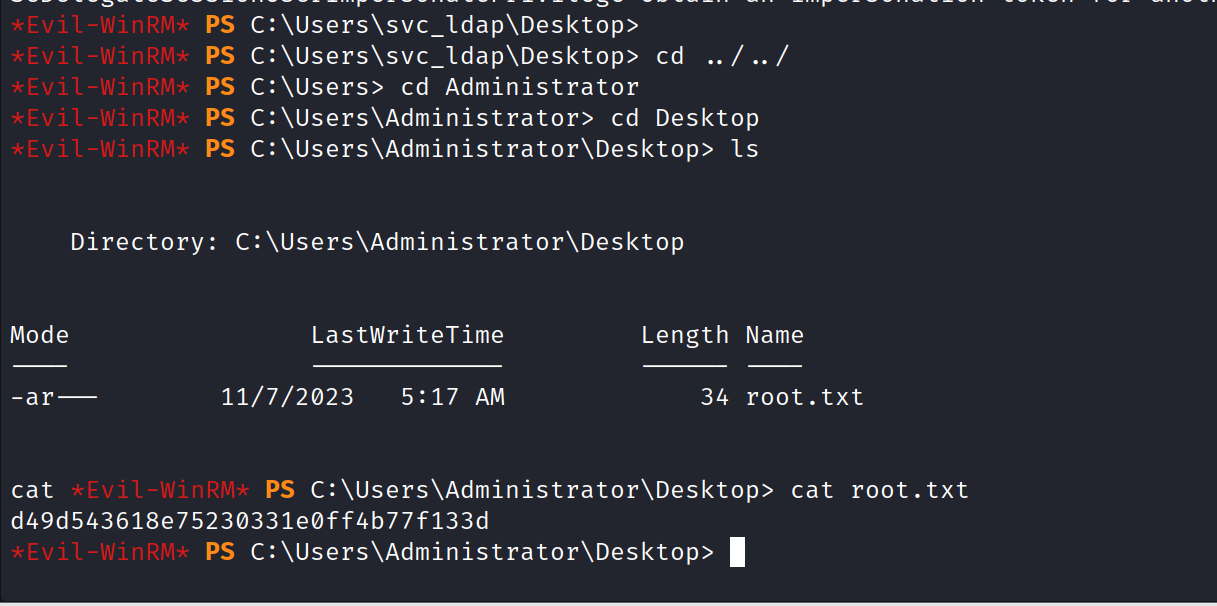 *Evil-WinRM* PS C:\Users\svc_ldap\Desktop>
*Evil-WinRM* PS C:\Users\svc_ldap\Desktop> cd ../../
*Evil-WinRM* PS C:\Users> cd Administrator
*Evil-WinRM* PS C:\Users\Administrator> cd Desktop
*Evil-WinRM* PS C:\Users\Administrator\Desktop> ls
Directory: C:\Users\Administrator\Desktop
Mode LastWriteTime Length Name
---- ------------- ------ ----
-ar--- 11/7/2023 5:17 AM 34 root.txt
cat *Evil-WinRM* PS C:\Users\Administrator\Desktop> cat root.txt
d49d543618e75230331e0ff4b77f133d
*Evil-WinRM* PS C:\Users\Administrator\Desktop>